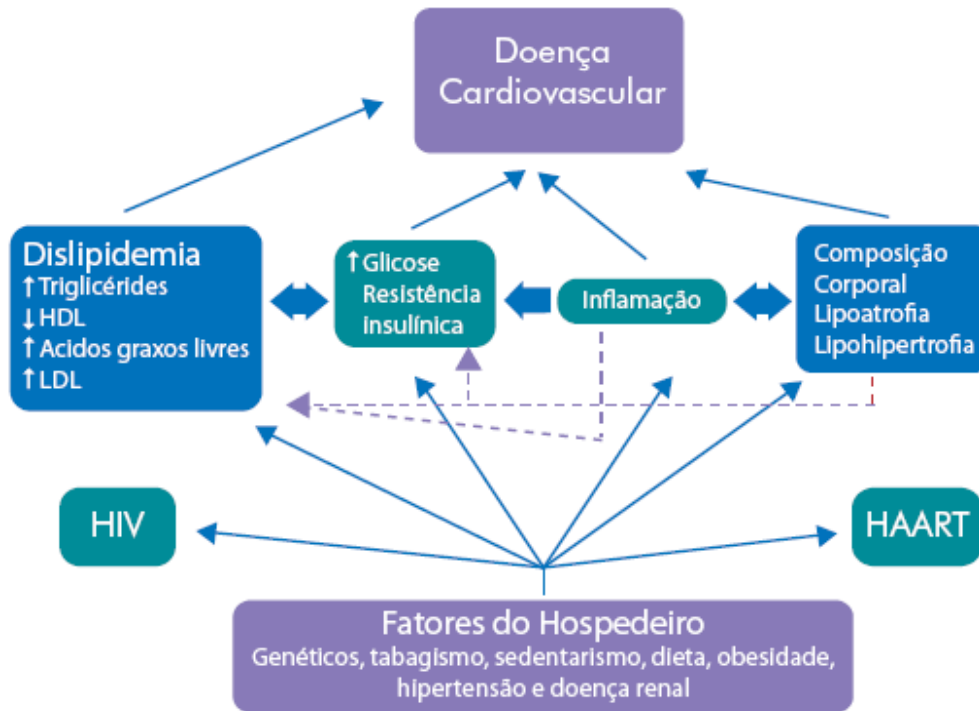 Doença
Cardiovascular
Dislipidemia
↑Triglicérides
↓HDL
↑Acidos graxos livres
↑LDL
↑Glicose
Resistência
insulínica
Inflamação
Composição
Corporal
Lipoatrofia
Lipohipertrofia
HIV
HAART
Fatores do Hospedeiro
Genéticos, tabagismo, sedentarismo, dieta, obesidade,
hipertensão e doença renal